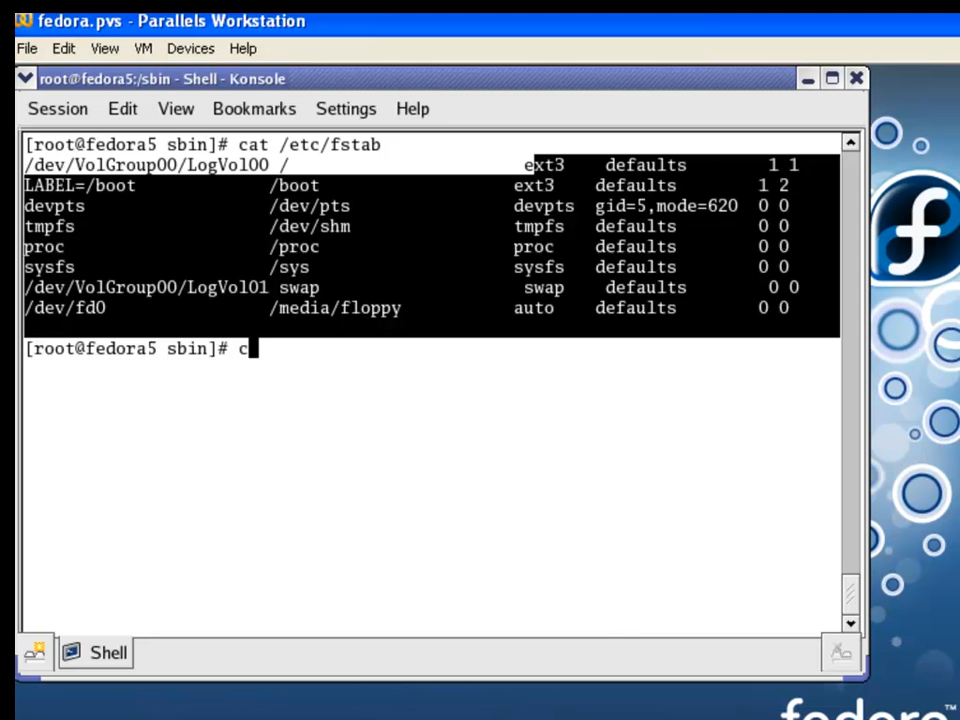 fedora.pvs - Parallels Workstation
File Edit View VM Devices Help
root@fedora5:/sbin - Shell - Konsole
Session Edit View Bookmarks Settings Help
[root@fedora5 sbin]# cat /etc/fstab
/dev/VolGroup00/LogVol00 / ext3 defaults 1 1
LABEL=/boot /boot ext3 defaults 1 2
devpts /dev/pts devpts gid=5,mode=620 0 0
tmpfs /dev/shm tmpfs defaults 0 0
proc /proc proc defaults 0 0
sysfs /sys sysfs defaults 0 0
/dev/VolGroup00/LogVol01 swap swap defaults 0 0
/dev/fd0 /media/floppy auto defaults 0 0
[root@fedora5 sbin]# c
Shell
fedora™